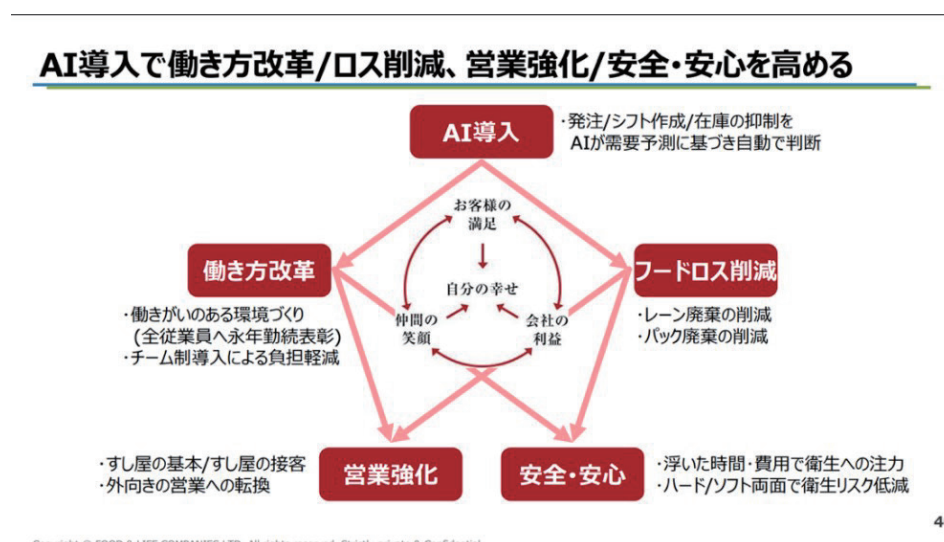 AI導入で働き方改革/ロス削減、営業強化/安全・安心を高める
AI導入
・発注/シフト作成/在庫の抑制を
AIが需要予測に基づき自動で判断
お客様の
満足
自分の幸せ
仲間の
笑顔
会社の
利益
働き方改革
・働きがいのある環境づくり
(全従業員へ永年勤続表彰)
・チーム制導入による負担軽減
フードロス削減
・レーン廃棄の削減
・パック廃棄の削減
・すし屋の基本/すし屋の接客
・外向きの営業への転換
営業強化
安全・安心
・浮いた時間・費用で衛生への注力
・ハード/ソフト両面で衛生リスク低減
4